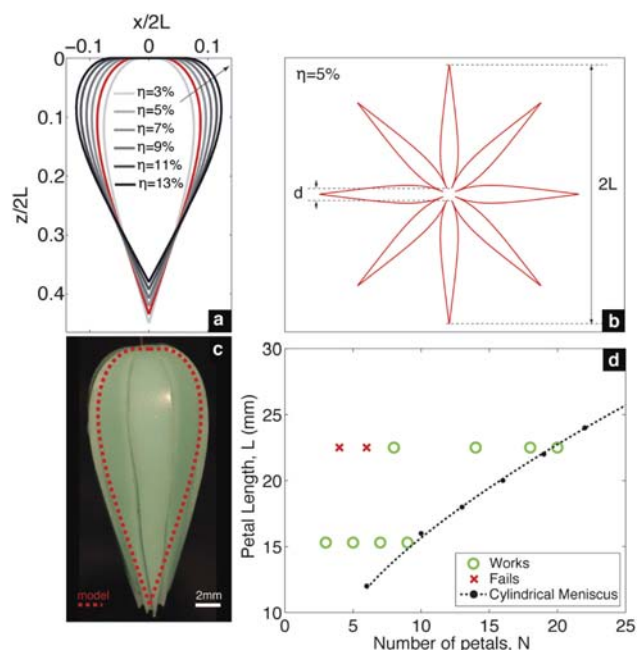 x/2L
−0.1 0 0.1
0
0.1
0.2
0.3
0.4
z/2L
η=3%
η=5%
η=7%
η=9%
η=11%
η=13%
a
η=5%
d
2L
b
c
model
2mm
d
30
25
20
15
10
Petal Length, L (mm)
Works
Fails
Cylindrical Meniscus
0 5 10 15 20 25
Number of petals, N